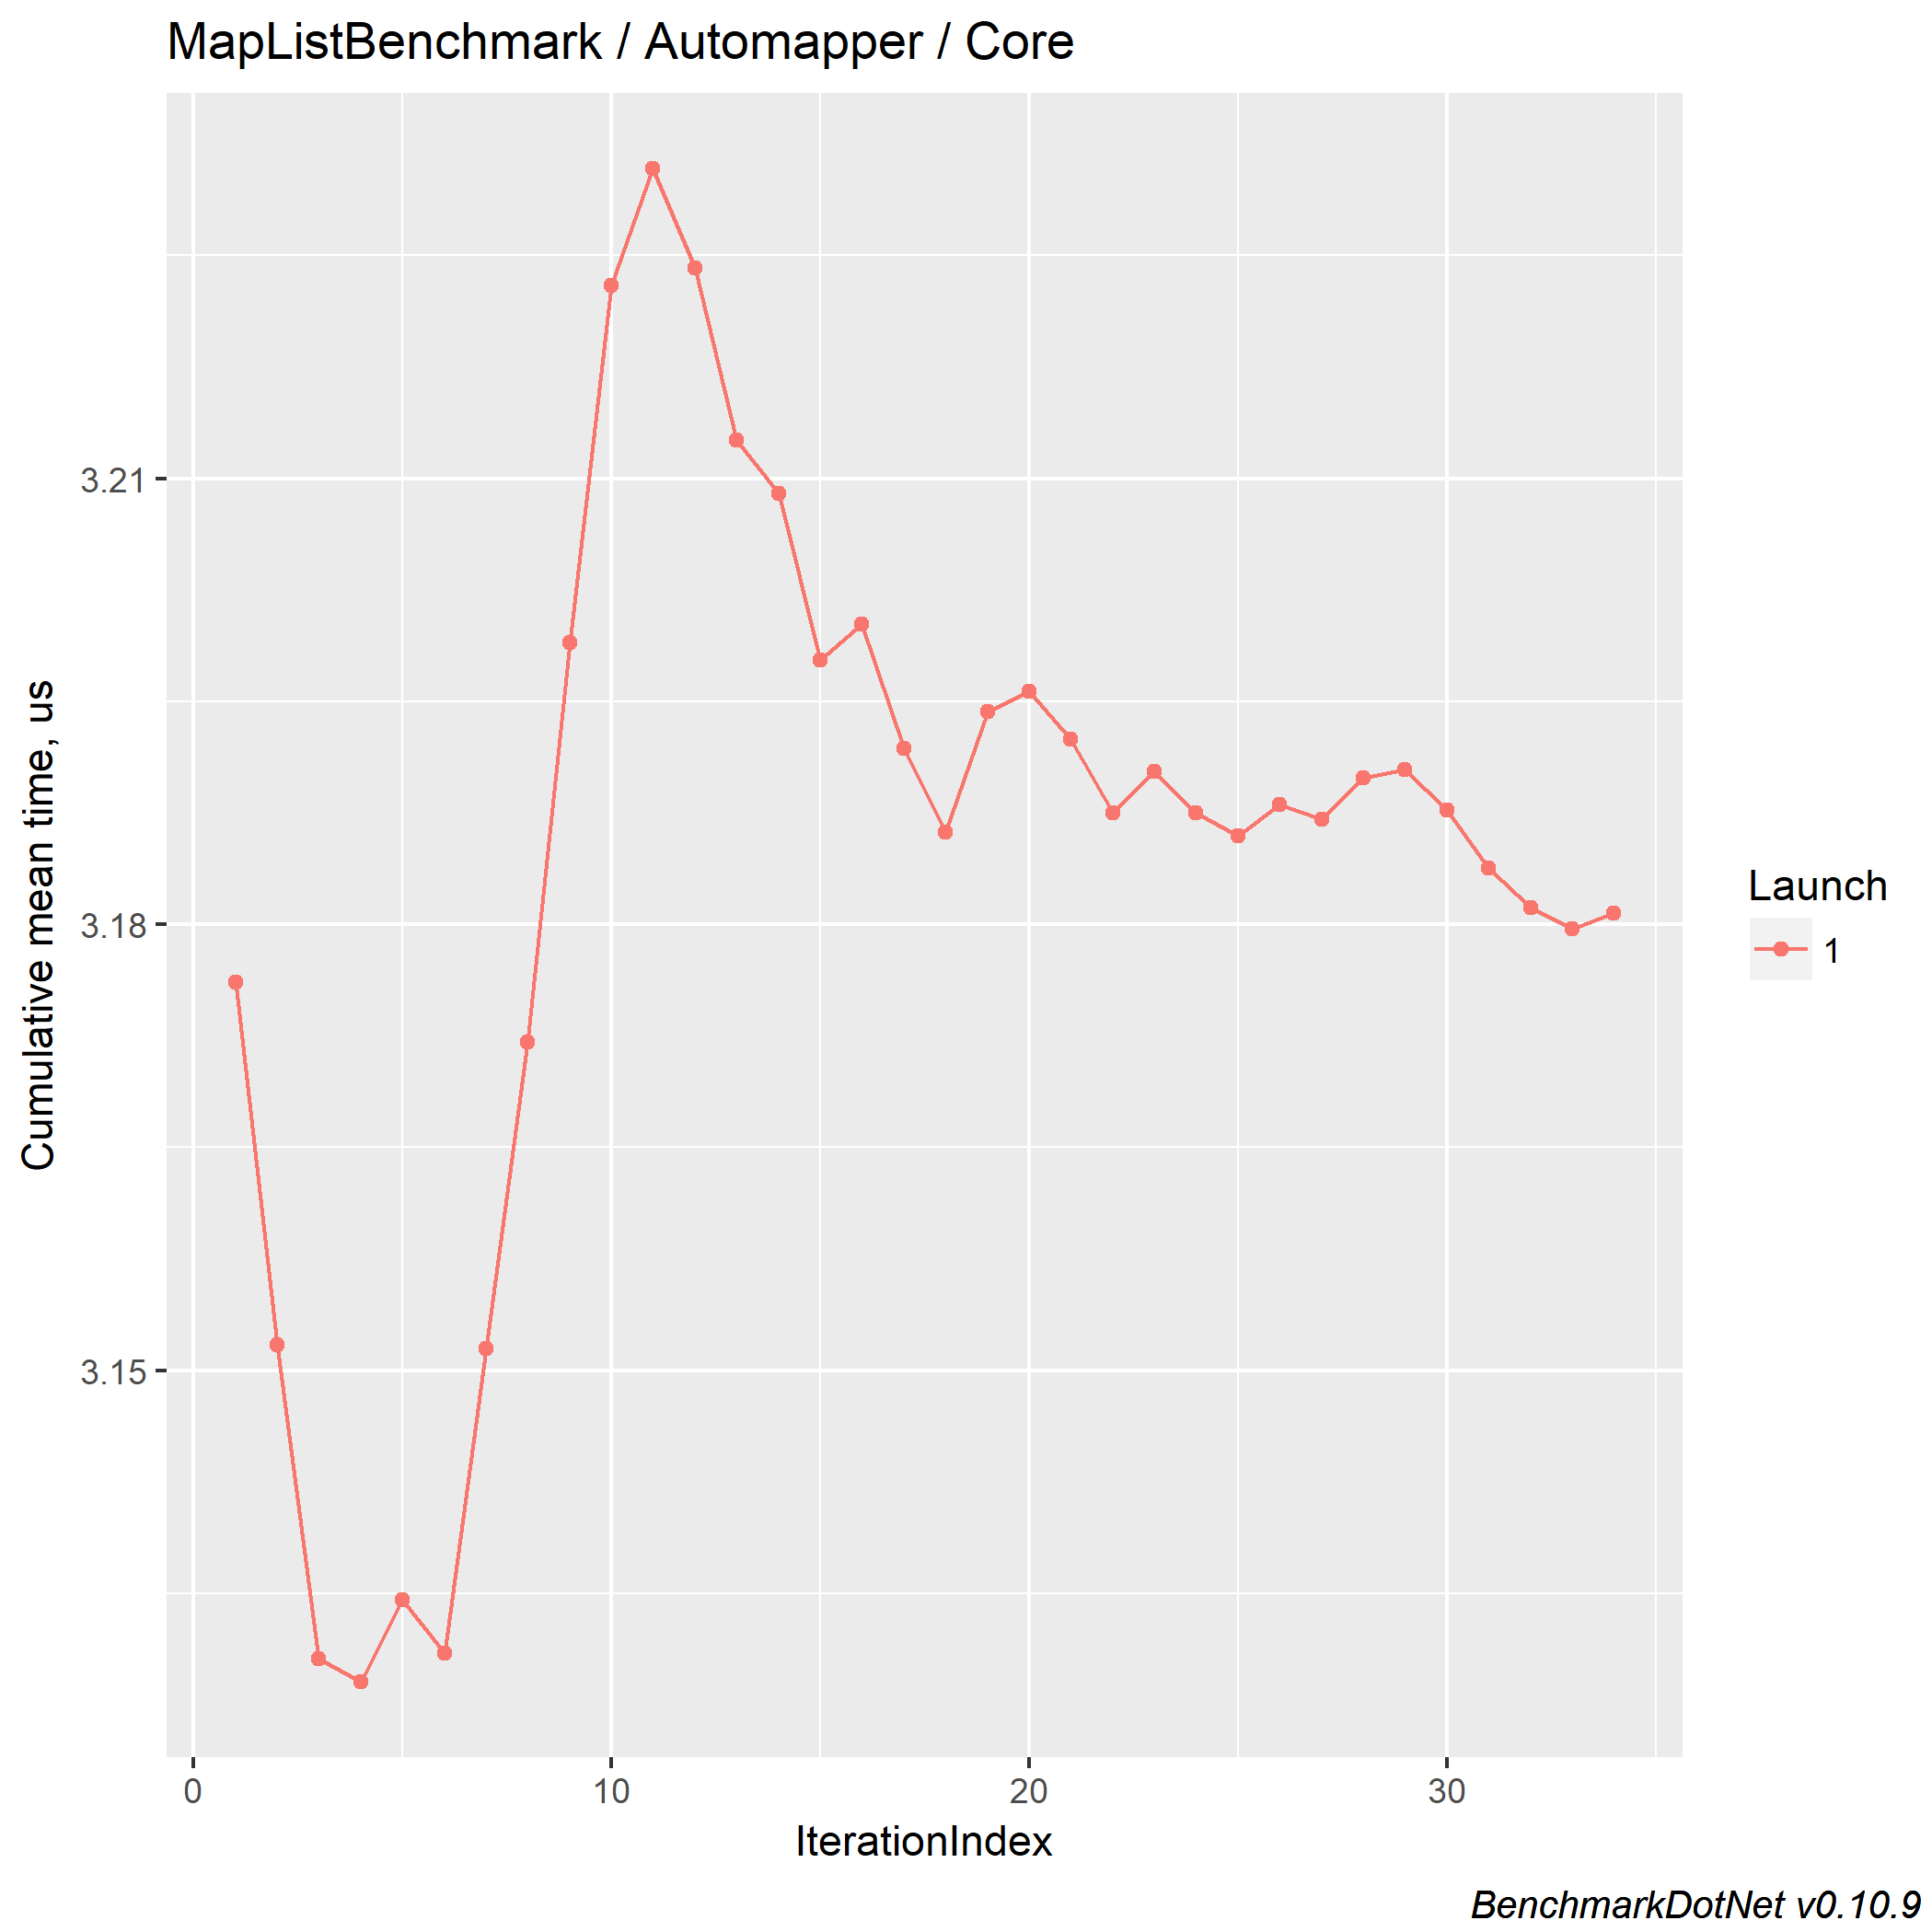 MapListBenchmark / Automapper / Core
Cumulative mean time, us
3.21
3.18
3.15
0
10
20
30
IterationIndex
Launch
1
BenchmarkDotNet v0.10.9